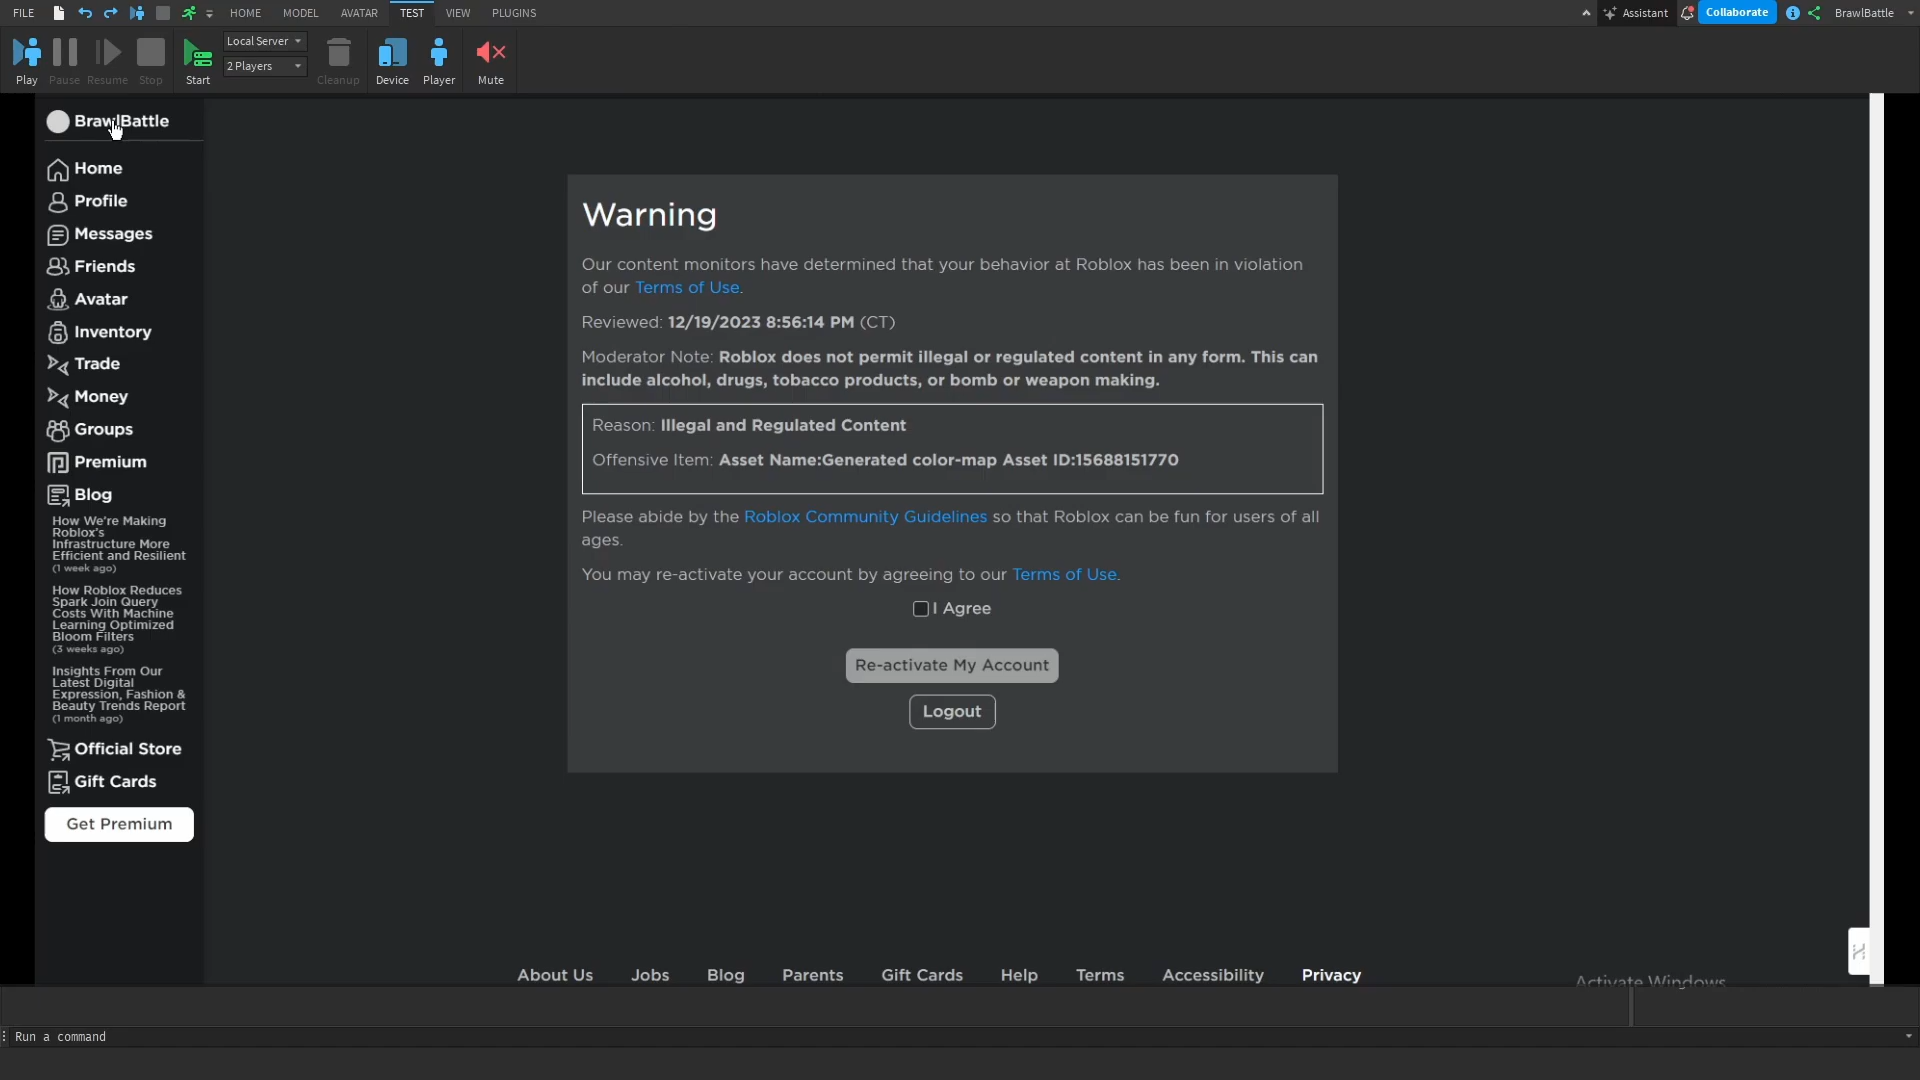 FILE HOME MODEL AVATAR TEST VIEW PLUGINS Assistant Collaborate BrawlBattle
Local Server
2 Players
Play Pause Resume Stop Start Cleanup Device Player Mute
BrawlBattle
Home
Profile
Messages
Friends
Avatar
Inventory
Trade
Money
Groups
Premium
Blog
How We're Making
Roblox's
Infrastructure More
Efficient and Resilient
(1 week ago)
How Roblox Reduces
Spark Join Query
Costs With Machine
Learning Optimized
Bloom Filters
(3 weeks ago)
Insights From Our
Latest Digital
Expression, Fashion &
Beauty Trends Report
(1 month ago)
Official Store
Gift Cards
Get Premium
Warning
Our content monitors have determined that your behavior at Roblox has been in violation
of our Terms of Use.
Reviewed: 12/19/2023 8:56:14 PM (CT)
Moderator Note: Roblox does not permit illegal or regulated content in any form. This can
include alcohol, drugs, tobacco products, or bomb or weapon making.
Reason: Illegal and Regulated Content
Offensive Item: Asset Name:Generated color-map Asset ID:15688151770
Please abide by the Roblox Community Guidelines so that Roblox can be fun for users of all
ages.
You may re-activate your account by agreeing to our Terms of Use.
I Agree
Re-activate My Account
Logout
About Us Jobs Blog Parents Gift Cards Help Terms Accessibility Privacy
Activate Windows
Run a command